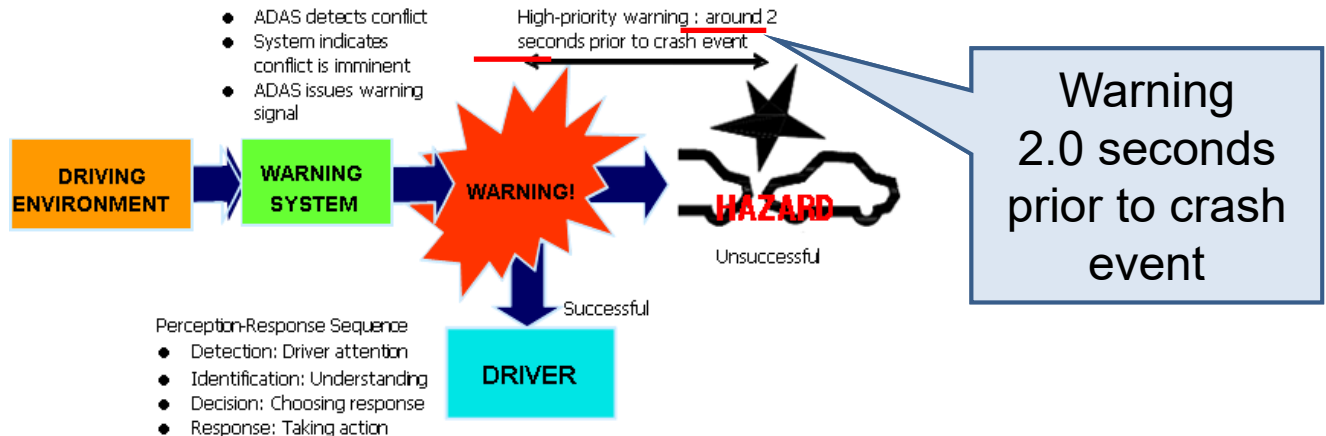 ● ADAS detects conflict
● System indicates
conflict is imminent
● ADAS issues warning
signal
High-priority warning : around 2
seconds prior to crash event
Warning
2.0 seconds
prior to crash
event
DRIVING
ENVIRONMENT
WARNING
SYSTEM
WARNING!
HAZARD
Unsuccessful
Successful
Perception-Response Sequence
● Detection: Driver attention
● Identification: Understanding
● Decision: Choosing response
● Response: Taking action
DRIVER